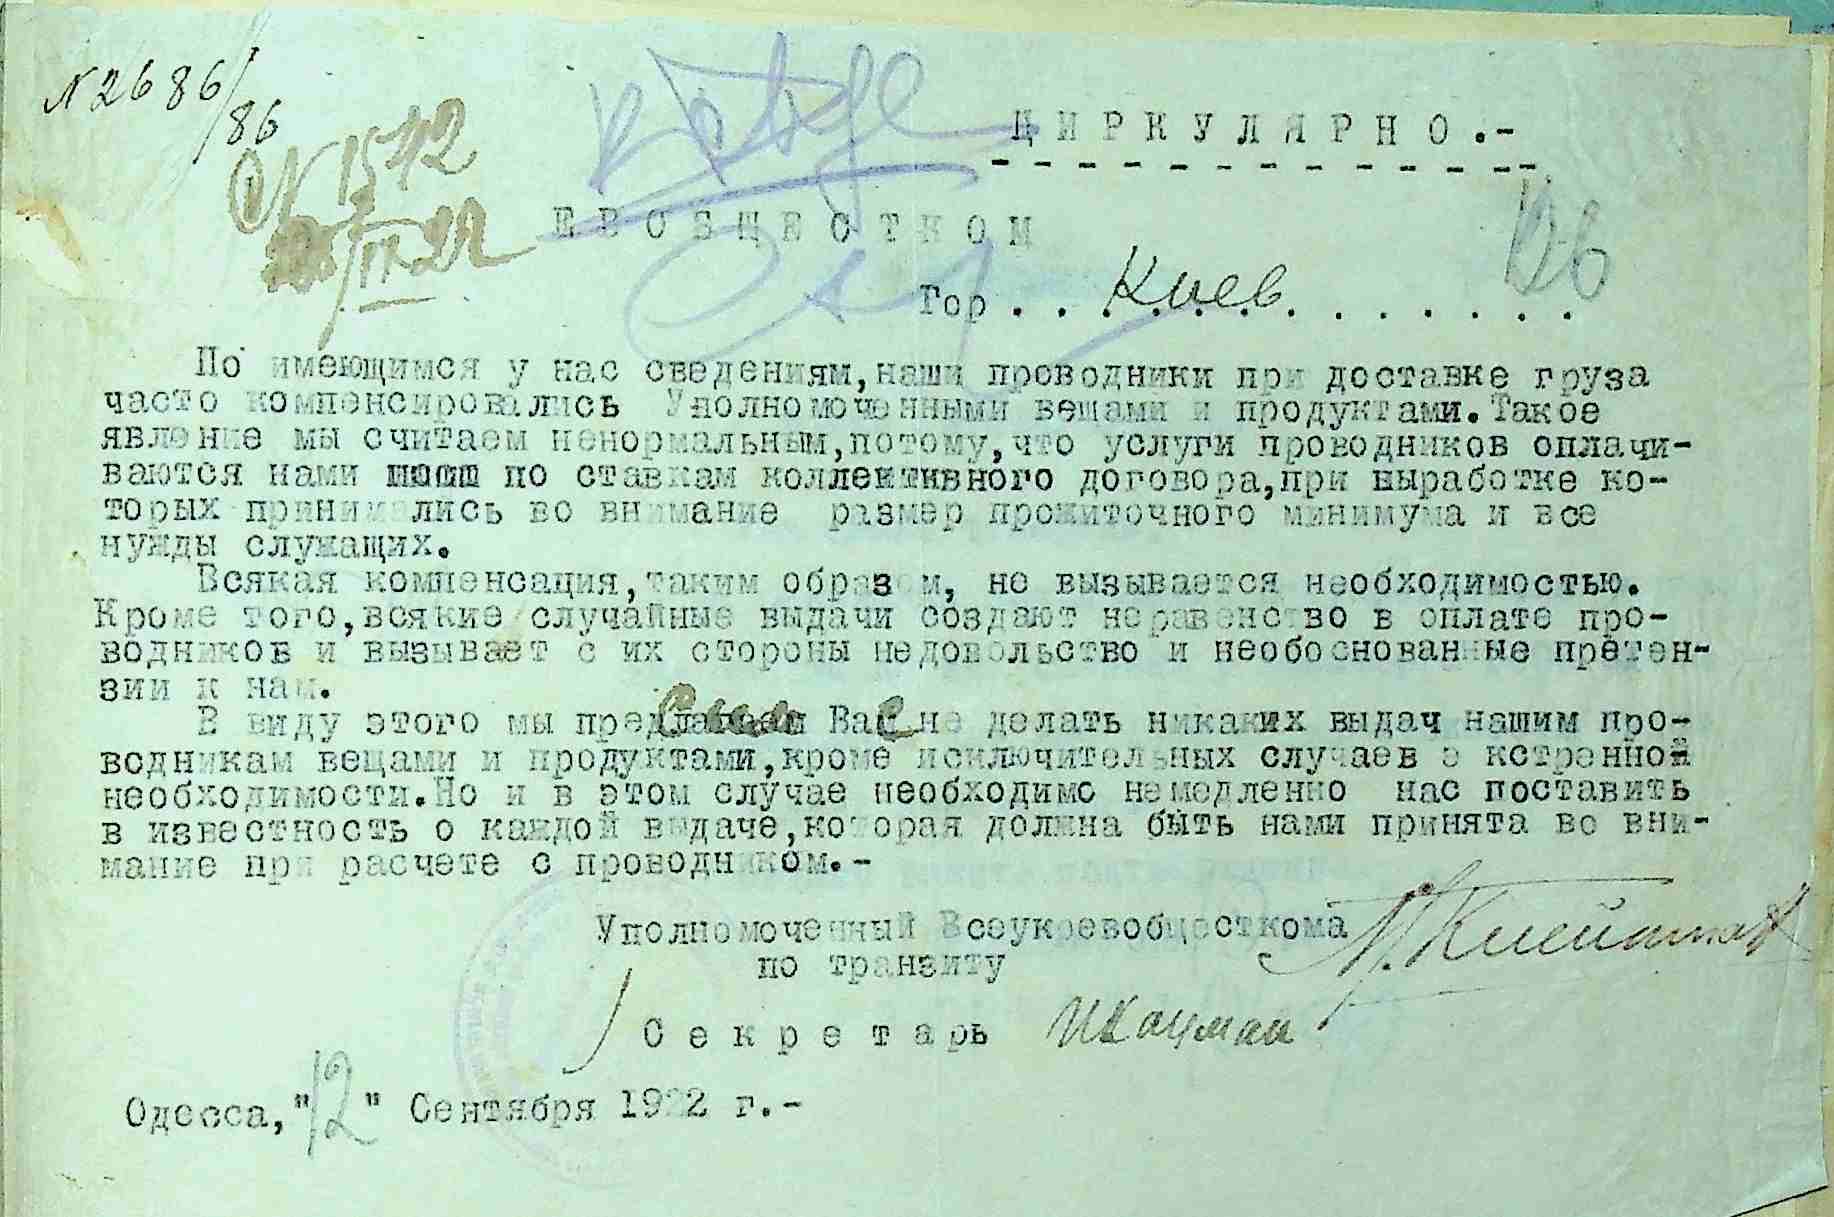 N 2686/86
N 1542
ЦИРКУЛЯРНО.-
ЕВОБЩЕСТКОМ
126
Гор . . Киев . . . . . . .
По имеющимся у нас сведениям, наши проводники при доставке груза
часто компенсировались Уполномоченными вещами и продуктами. Такое
явление мы считаем ненормальным, потому, что услуги проводников оплачи-
ваются нами по ставкам коллективного договора, при выработке ко-
торых принимались во внимание размер прожиточного минимума и все
нужды служащих.
Всякая компенсация, таким образом, не вызывается необходимостью.
Кроме того, всякие случайные выдачи создают неравенство в оплате про-
водников и вызывает с их стороны недовольство и необоснованные претен-
зии к нам.
В виду этого мы предлагаем Вас не делать никаких выдач нашим про-
водникам вещами и продуктами, кроме исключительных случаев экстранной
необходимости. Но и в этом случае необходимо немедленно нас поставить
в известность о каждой выдаче, которая должна быть нами принята во вни-
мание при расчете с проводником.-
Уполномоченный Всеукревобщесткома
по транзиту
Секретарь
Одесса, "12" Сентября 1922 г.-